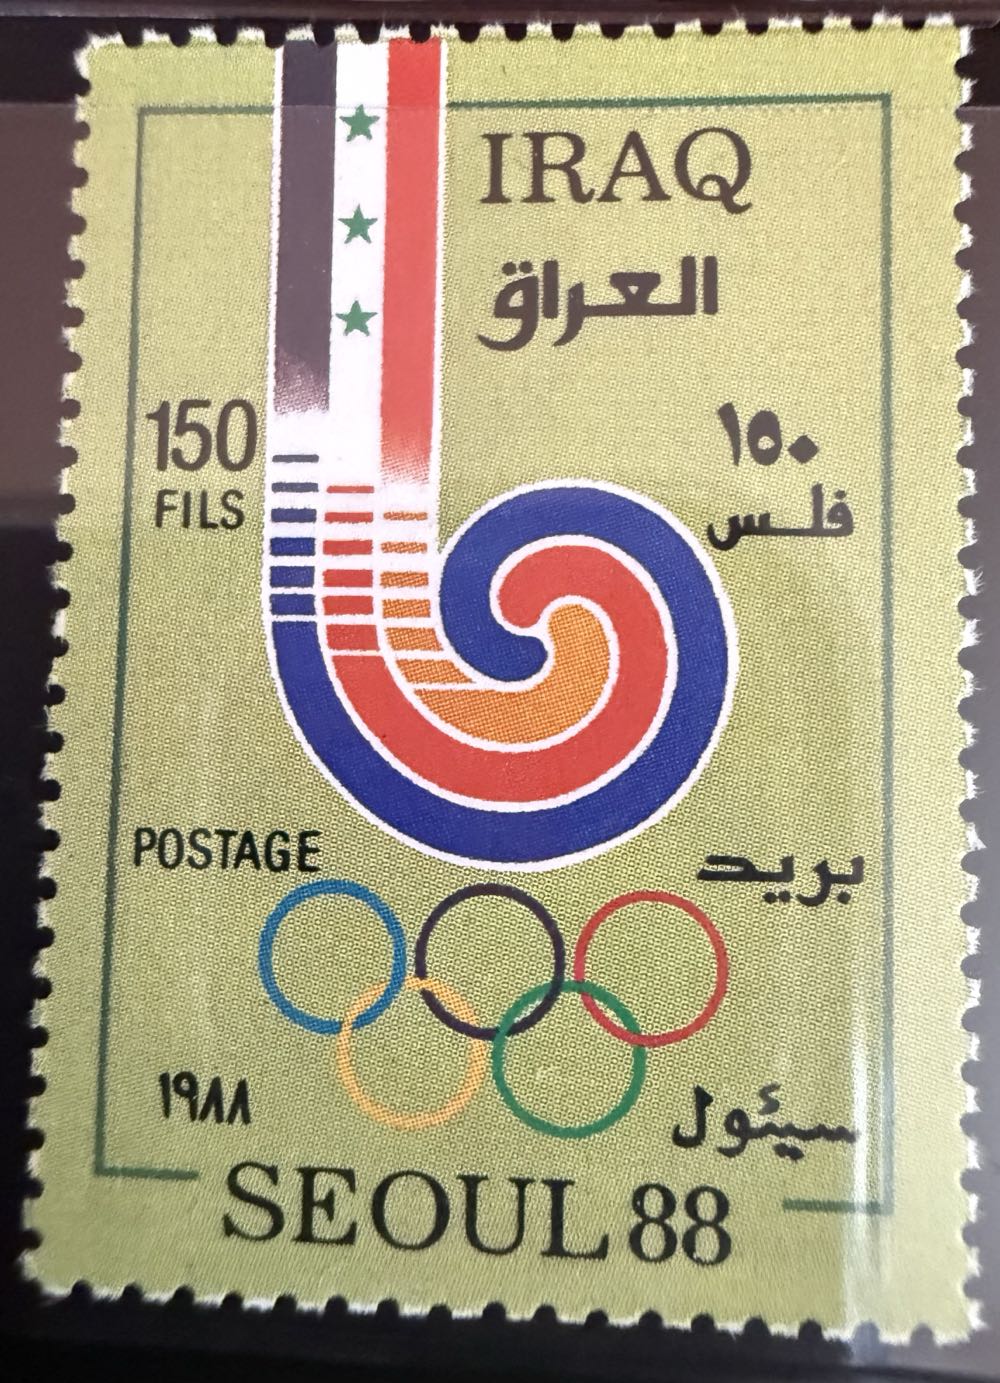 IRAQ
العراق
150
FILS
١٥٠
فلس
POSTAGE
بريد
١٩٨٨
سيئول
SEOUL 88